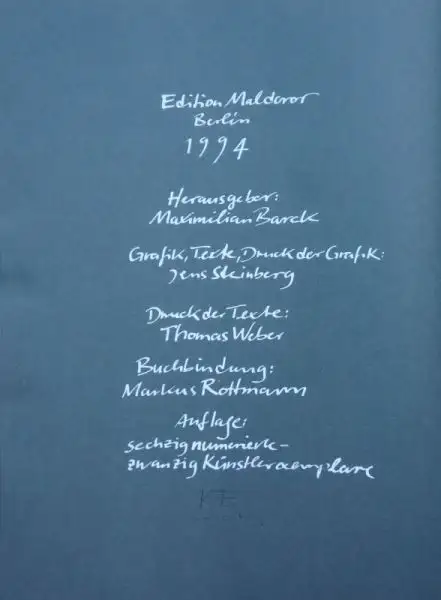 Edition Maldoror
Berlin
1994
Herausgeber:
Maximilian Barck
Grafik, Texte, Druck der Grafik:
Jens Steinberg
Druck der Texte:
Thomas Weber
Buchbindung:
Markus Rottmann
Auflage:
sechzig numerierte-
zwanzig Künstlerexemplare